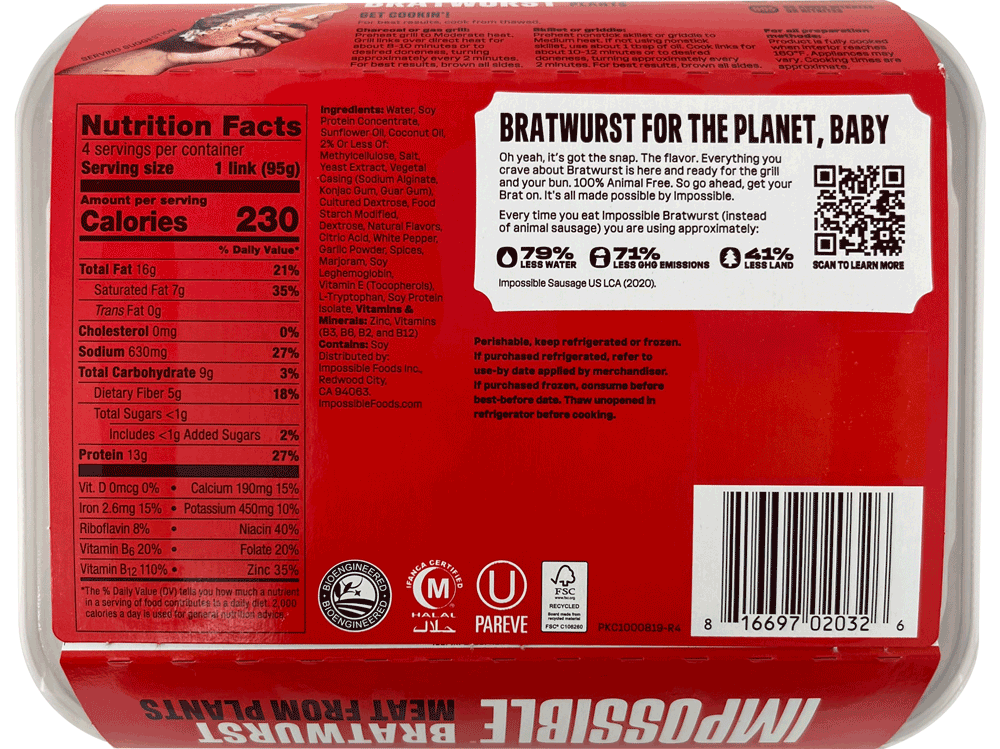 BRATWURST
PLANTS
GET COOKIN'!
For best results, cook from thawed.
Charcoal or gas grill:
Preheat grill to Moderate heat.
Grill links over direct heat for
about 8-10 minutes or to
desired doneness, turning
approximately every 2 minutes.
For best results, brown all sides.
Skillet or griddle:
Preheat nonstick skillet or griddle to
Medium heat. If not using nonstick
skillet, use about 1 tbsp of oil. Cook links for
about 10-12 minutes or to desired
doneness, turning approximately every
2 minutes. For best results, brown all sides.
For all preparation
methods: Fully cooked
when interior reaches
160°F. Appliances may
vary. Cooking times are
approximate.
Nutrition Facts
4 servings per container
Serving size 1 link (95g)
Amount per serving
Calories 230
% Daily Value*
Total Fat 16g 21%
Saturated Fat 7g 35%
Trans Fat 0g
Cholesterol 0mg 0%
Sodium 630mg 27%
Total Carbohydrate 9g 3%
Dietary Fiber 5g 18%
Total Sugars <1g
Includes <1g Added Sugars 2%
Protein 13g 27%
Vit. D 0mcg 0% • Calcium 190mg 15%
Iron 2.6mg 15% • Potassium 450mg 10%
Riboflavin 8% • Niacin 40%
Vitamin B6 20% • Folate 20%
Vitamin B12 110% • Zinc 35%
*The % Daily Value (DV) tells you how much a nutrient
in a serving of food contributes to a daily diet. 2,000
calories a day is used for general nutrition advice.
Ingredients: Water, Soy
Protein Concentrate,
Sunflower Oil, Coconut Oil,
2% Or Less Of:
Methylcellulose, Salt,
Yeast Extract, Vegetal
Casing (Sodium Alginate,
Konjac Gum, Guar Gum),
Cultured Dextrose, Food
Starch Modified,
Dextrose, Natural Flavors,
Citric Acid, White Pepper,
Garlic Powder, Spices,
Marjoram, Soy
Leghemoglobin,
Vitamin E (Tocopherols),
L-Tryptophan, Soy Protein
Isolate, Vitamins &
Minerals: Zinc, Vitamins
(B3, B6, B2, and B12)
Contains: Soy
Distributed by:
Impossible Foods Inc.,
Redwood City,
CA 94063.
ImpossibleFoods.com
BRATWURST FOR THE PLANET, BABY
Oh yeah, it's got the snap. The flavor. Everything you
crave about Bratwurst is here and ready for the grill
and your bun. 100% Animal Free. So go ahead, get your
Brat on. It's all made possible by Impossible.
Every time you eat Impossible Bratwurst (instead
of animal sausage) you are using approximately:
79% LESS WATER
71% LESS GHG EMISSIONS
41% LESS LAND
Impossible Sausage US LCA (2020).
SCAN TO LEARN MORE
Perishable, keep refrigerated or frozen.
If purchased refrigerated, refer to
use-by date applied by merchandiser.
If purchased frozen, consume before
best-before date. Thaw unopened in
refrigerator before cooking.
BIOENGINEERED
BIOENGINEERED
IFANCA CERTIFIED
M
HALAL
حلال
U
PAREVE
FSC
www.fsc.org
RECYCLED
Board made from
recycled material
FSC® C106260
PKC1000819-R4
8 16697 02032 6
IMPOSSIBLE
BRATWURST
MEAT FROM PLANTS